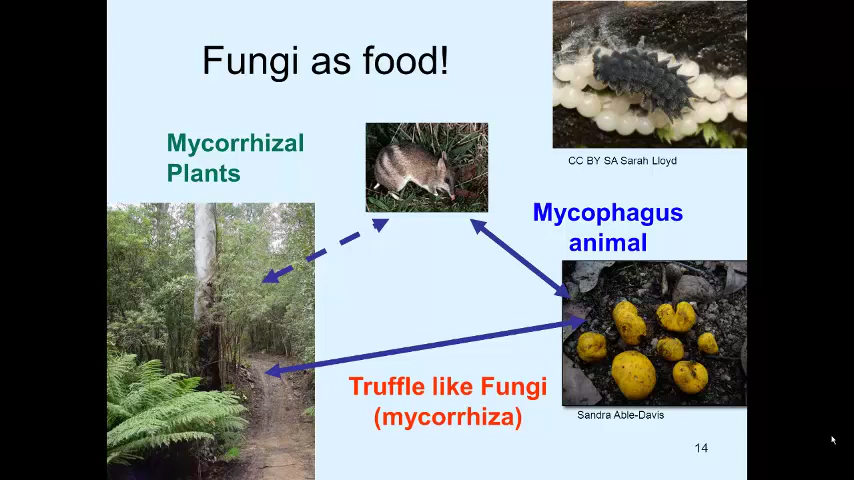 Fungi as food!
Mycorrhizal
Plants
CC BY SA Sarah Lloyd
Mycophagus
animal
Truffle like Fungi
(mycorrhiza)
Sandra Able-Davis
14